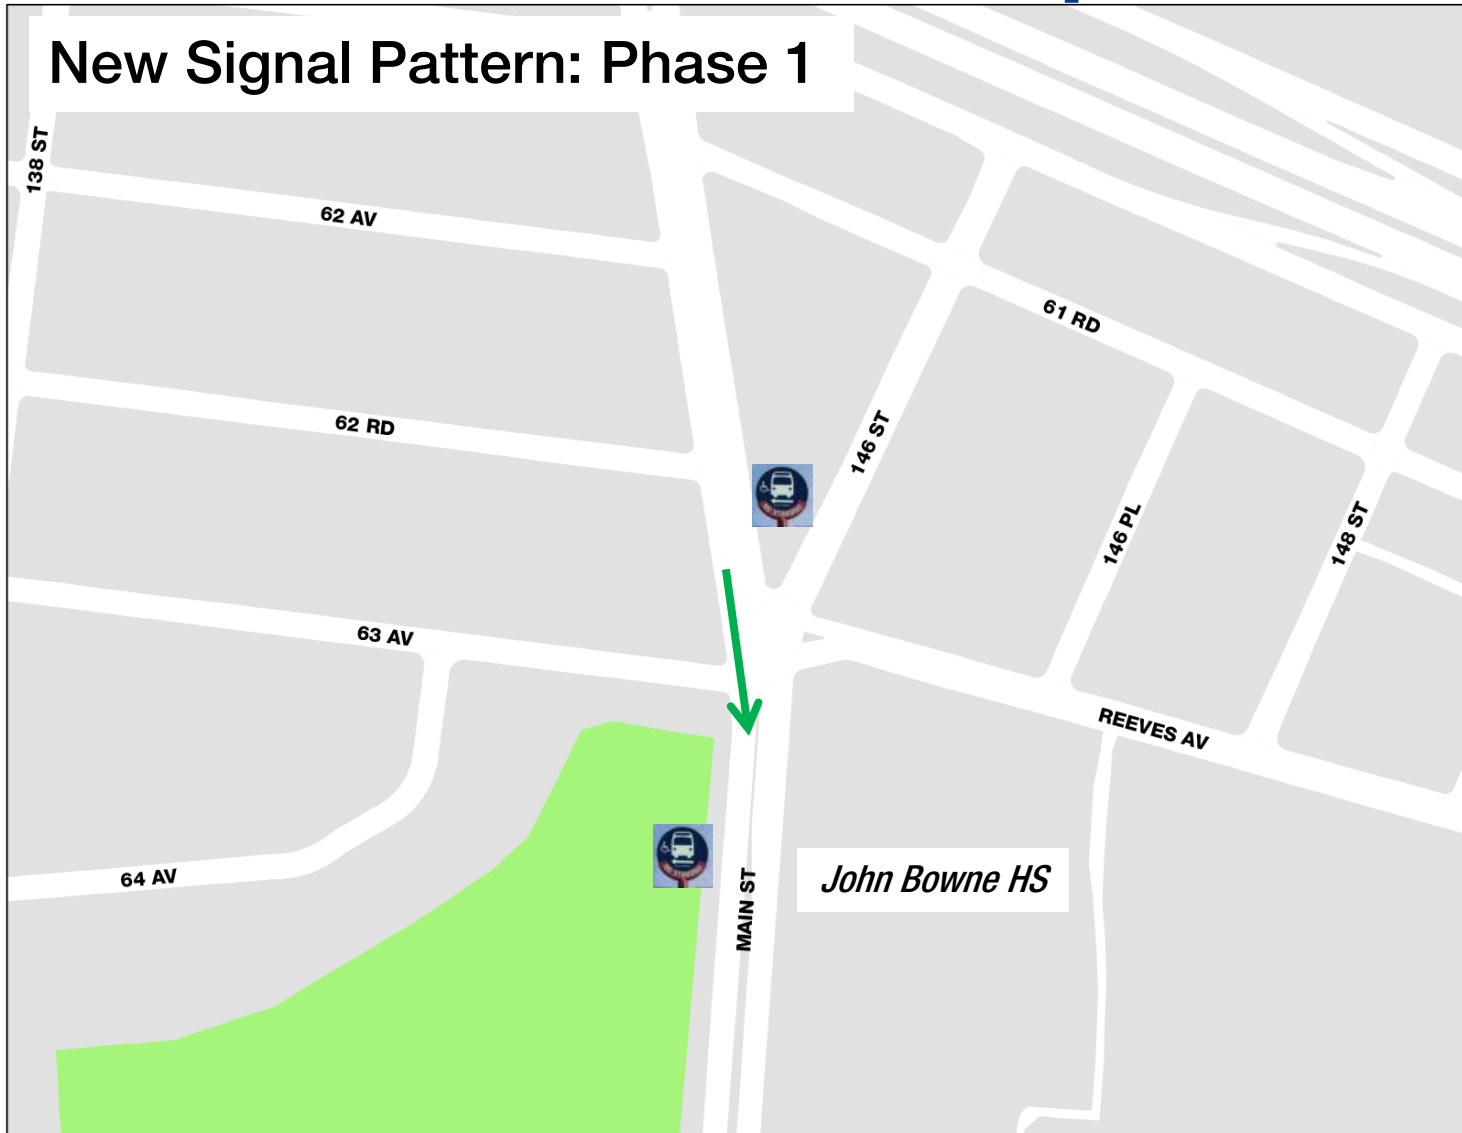 New Signal Pattern: Phase 1
138 ST
62 AV
61 RD
62 RD
146 ST
146 PL
148 ST
63 AV
REEVES AV
64 AV
MAIN ST
John Bowne HS